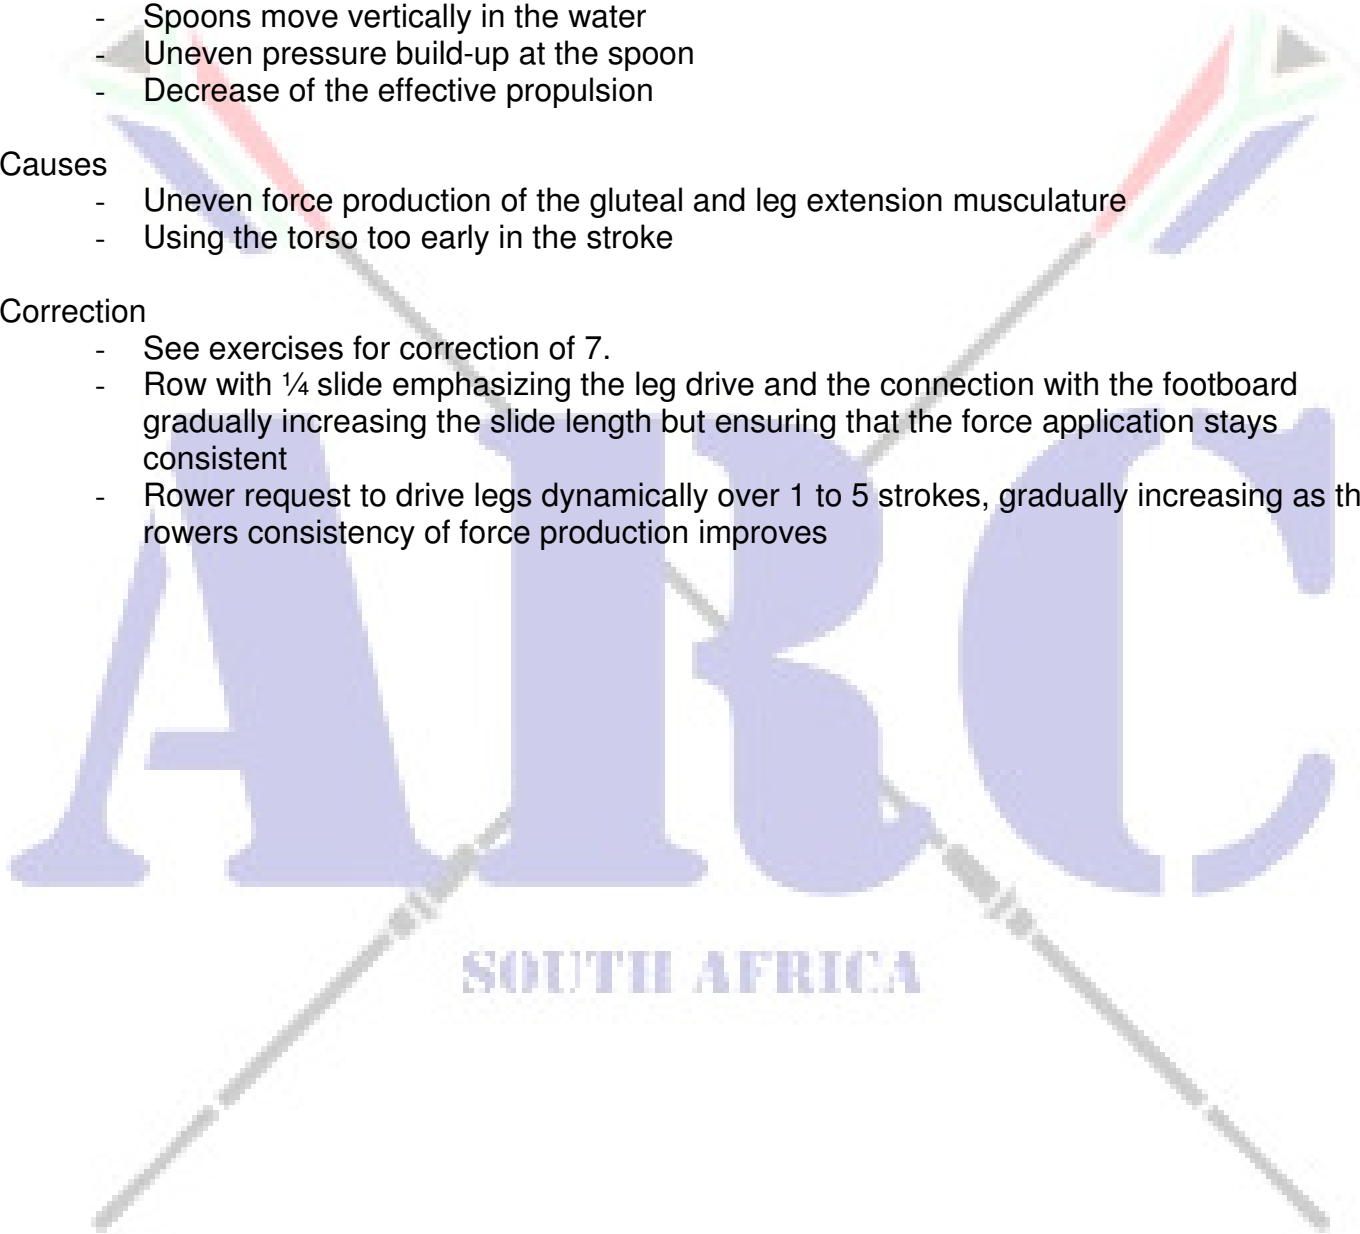 - Spoons move vertically in the water
- Uneven pressure build-up at the spoon
- Decrease of the effective propulsion
Causes
- Uneven force production of the gluteal and leg extension musculature
- Using the torso too early in the stroke
Correction
- See exercises for correction of 7.
- Row with ¼ slide emphasizing the leg drive and the connection with the footboard
gradually increasing the slide length but ensuring that the force application stays
consistent
- Rower request to drive legs dynamically over 1 to 5 strokes, gradually increasing as th
rowers consistency of force production improves
ARC
SOUTH AFRICA